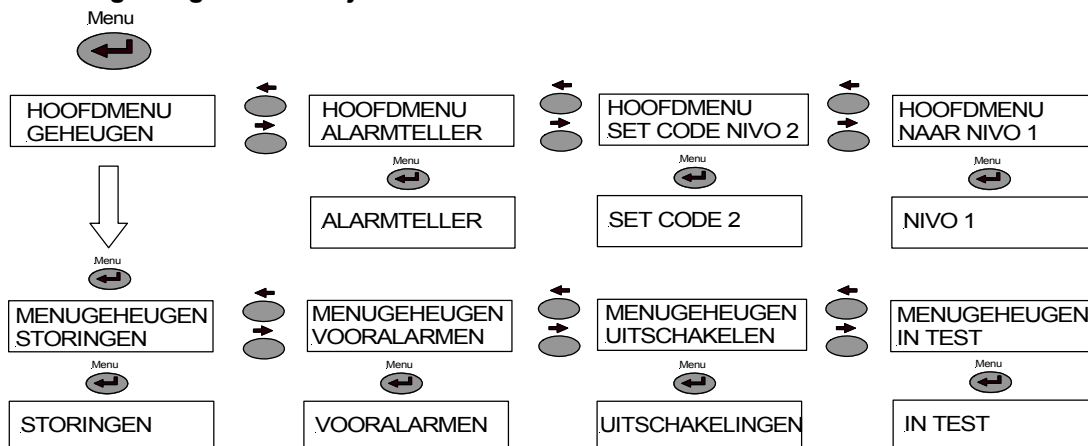 Menu
HOOFDMENU
GEHEUGEN
HOOFDMENU
ALARMTELLER
HOOFDMENU
SET CODE NIVO 2
HOOFDMENU
NAAR NIVO 1
Menu
Menu
Menu
ALARMTELLER
SET CODE 2
NIVO 1
Menu
MENUGEHEUGEN
STORINGEN
MENUGEHEUGEN
VOORALARMEN
MENUGEHEUGEN
UITSCHAKELEN
MENUGEHEUGEN
IN TEST
Menu
Menu
Menu
Menu
STORINGEN
VOORALARMEN
UITSCHAKELINGEN
IN TEST